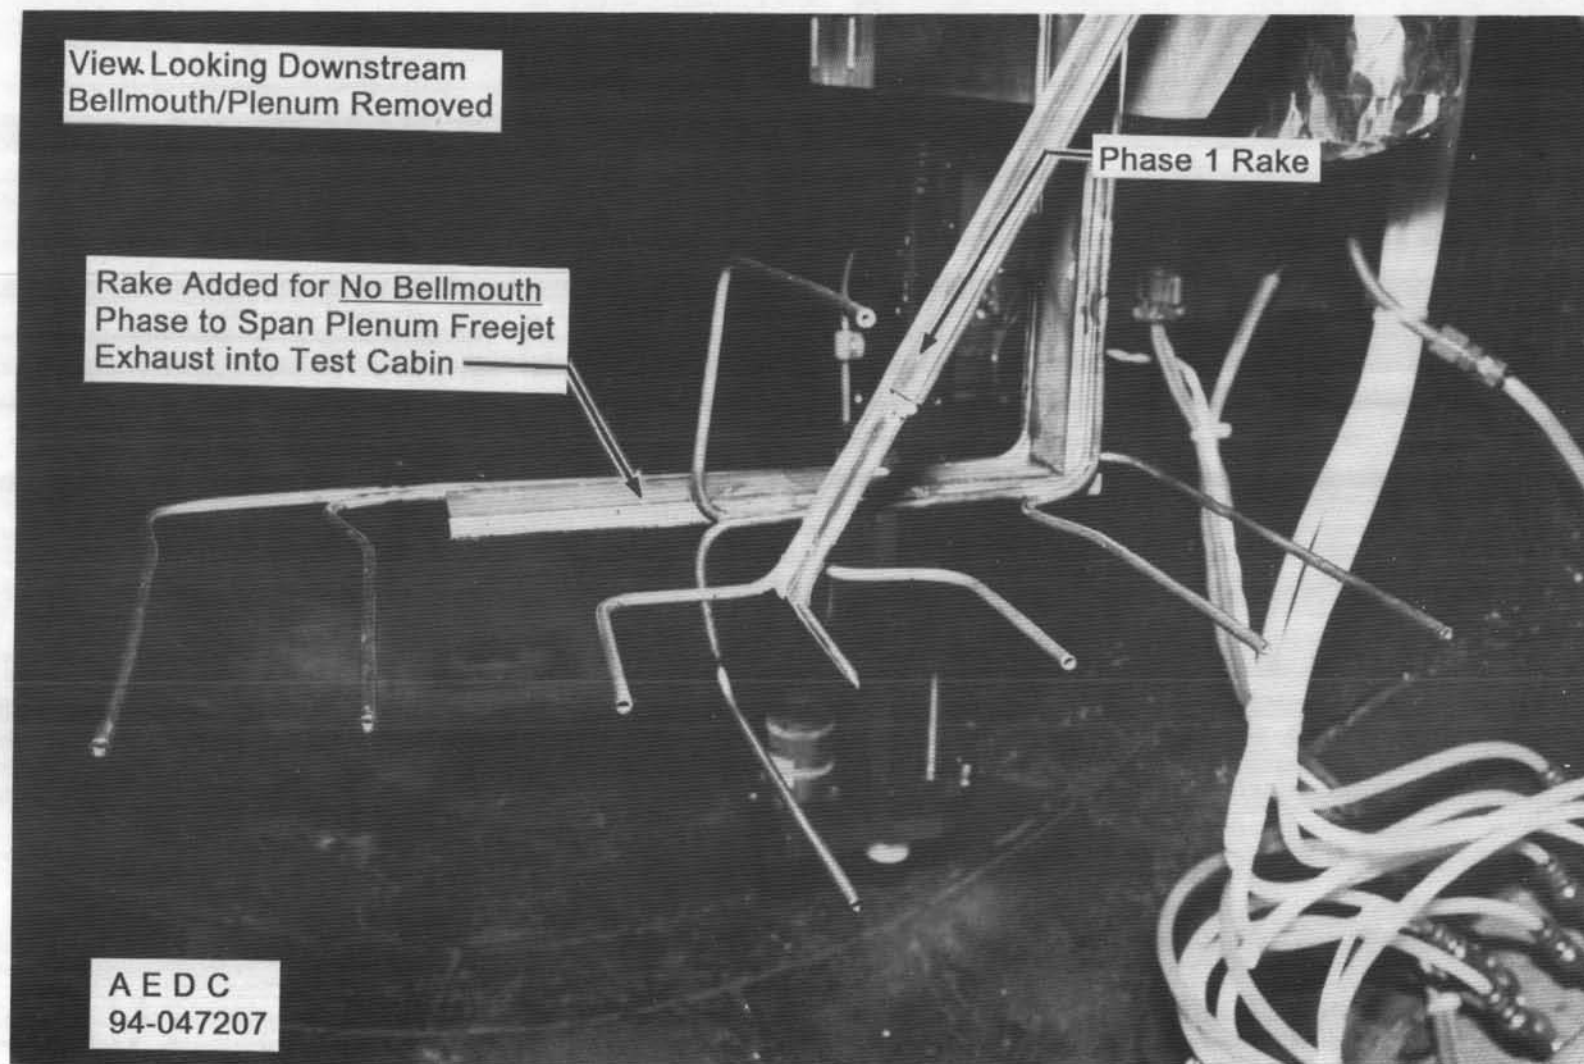 View Looking Downstream
Bellmouth/Plenum Removed
Phase 1 Rake
Rake Added for No Bellmouth
Phase to Span Plenum Freejet
Exhaust into Test Cabin
A E D C
94-047207